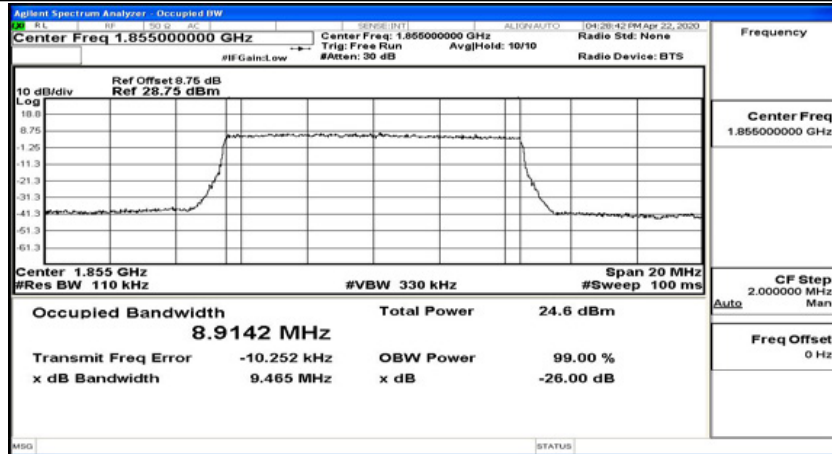 Agilent Spectrum Analyzer - Occupied BW
RL RF 50 Ω AC SENSE:INT ALIGNAUTO 04:28:42 PM Apr 22, 2020
Center Freq 1.855000000 GHz
Center Freq: 1.855000000 GHz
Radio Std: None
Trig: Free Run Avg|Hold: 10/10
#IFGain:Low #Atten: 30 dB Radio Device: BTS
Ref Offset 8.75 dB
10 dB/div Ref 28.75 dBm
Log
18.8
8.75
-1.25
-11.3
-21.3
-31.3
-41.3
-51.3
-61.3
Center 1.855 GHz Span 20 MHz
#Res BW 110 kHz #VBW 330 kHz #Sweep 100 ms
Occupied Bandwidth Total Power 24.6 dBm
8.9142 MHz
Transmit Freq Error -10.252 kHz OBW Power 99.00 %
x dB Bandwidth 9.465 MHz x dB -26.00 dB
MSG STATUS
Frequency
Center Freq
1.855000000 GHz
CF Step
2.000000 MHz
Auto Man
Freq Offset
0 Hz